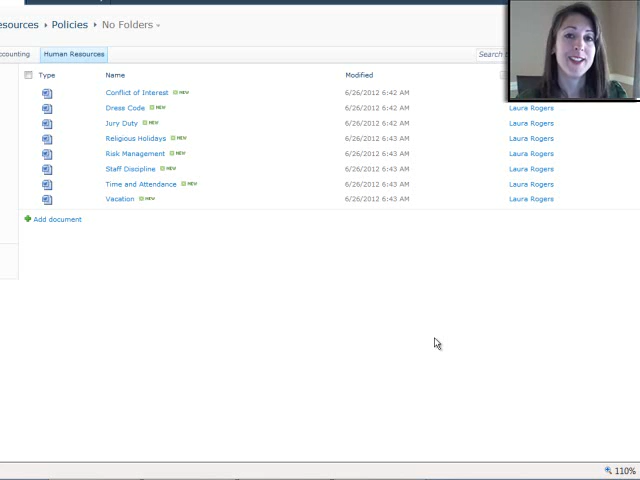 esources ▸ Policies ▸ No Folders
ccounting Human Resources Search
Type Name Modified
Conflict of Interest NEW 6/26/2012 6:42 AM
Dress Code NEW 6/26/2012 6:42 AM Laura Rogers
Jury Duty NEW 6/26/2012 6:42 AM Laura Rogers
Religious Holidays NEW 6/26/2012 6:43 AM Laura Rogers
Risk Management NEW 6/26/2012 6:43 AM Laura Rogers
Staff Discipline NEW 6/26/2012 6:43 AM Laura Rogers
Time and Attendance NEW 6/26/2012 6:43 AM Laura Rogers
Vacation NEW 6/26/2012 6:43 AM Laura Rogers
Add document
110%